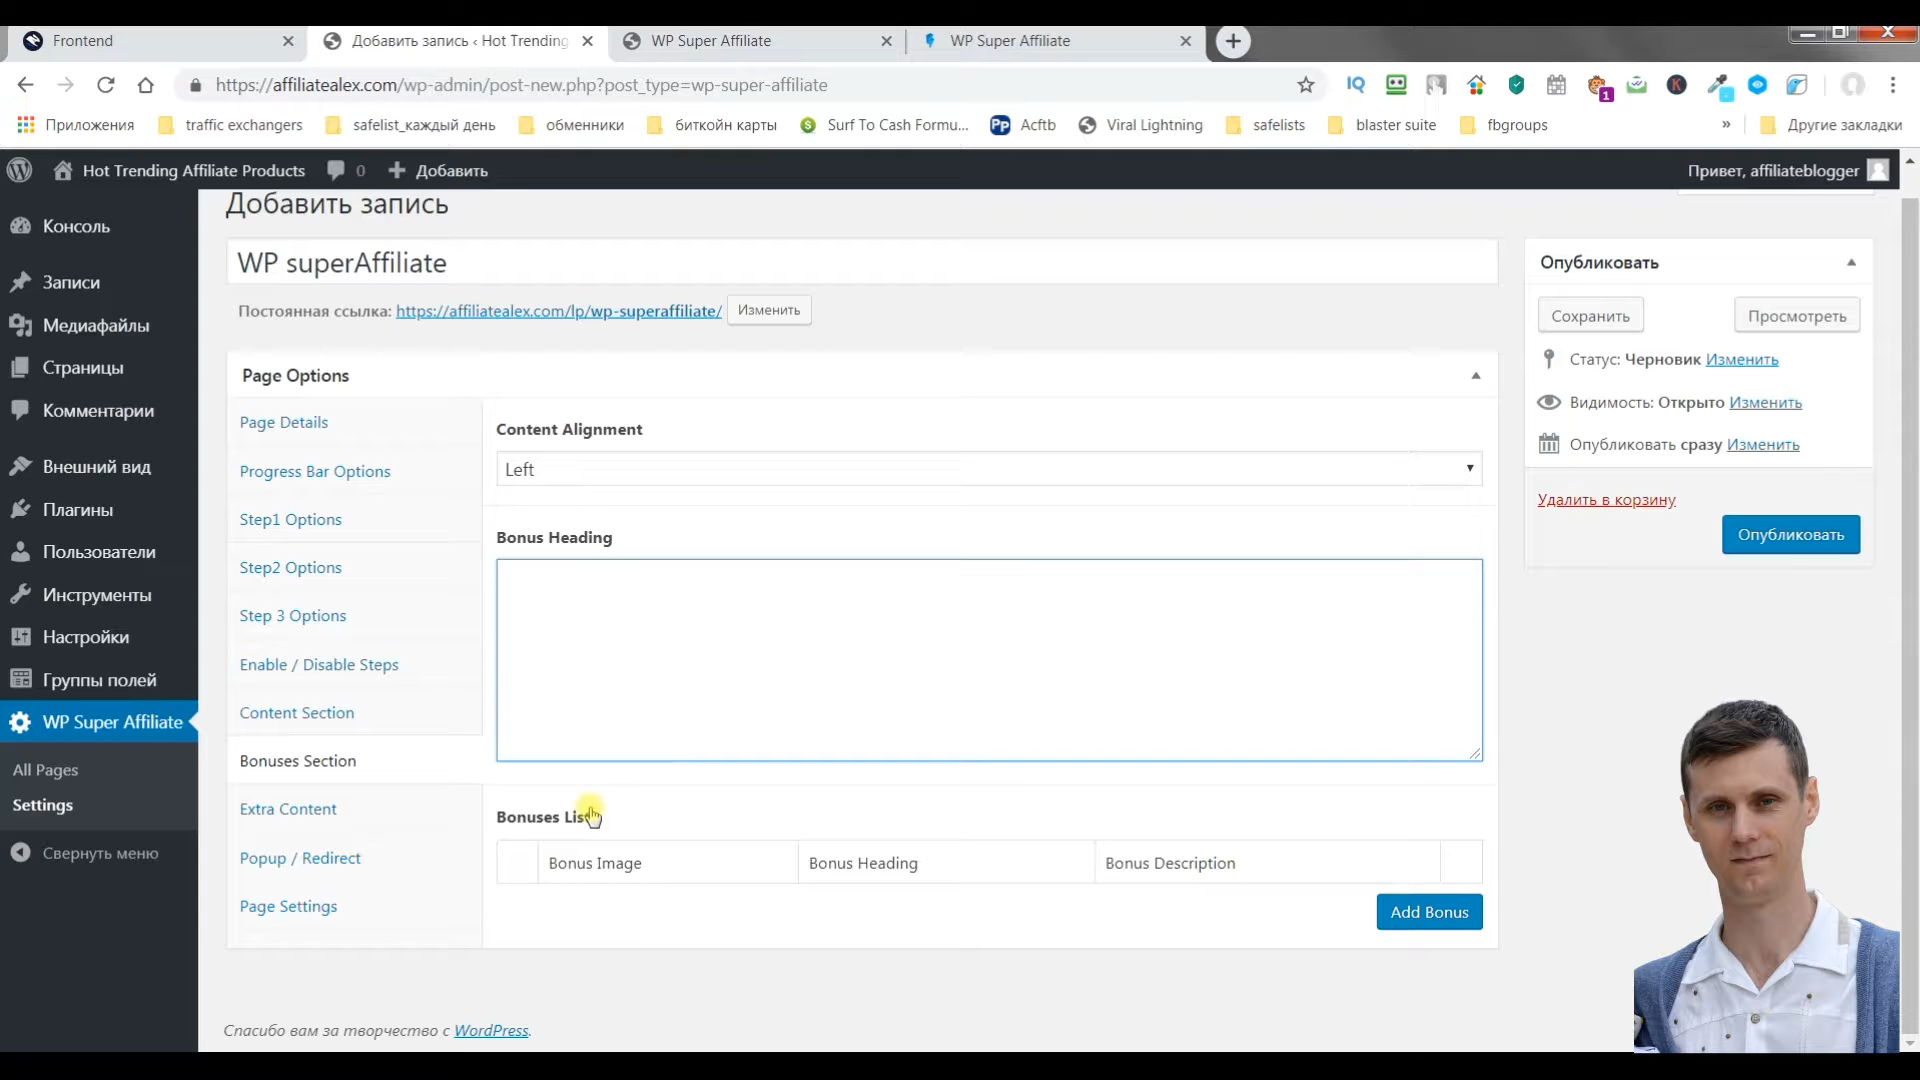 Frontend
Добавить запись ‹ Hot Trending
WP Super Affiliate
WP Super Affiliate
https://affiliatealex.com/wp-admin/post-new.php?post_type=wp-super-affiliate
IQ
1
K
Приложения
traffic exchangers
safelist_каждый день
обменники
биткойн карты
S Surf To Cash Formu...
Pp Acftb
Viral Lightning
safelists
blaster suite
fbgroups
»
Другие закладки
Hot Trending Affiliate Products
0
Добавить
Привет, affiliateblogger
Консоль
Записи
Медиафайлы
Страницы
Комментарии
Внешний вид
Плагины
Пользователи
Инструменты
Настройки
Группы полей
WP Super Affiliate
All Pages
Settings
Свернуть меню
Добавить запись
WP superAffiliate
Постоянная ссылка: https://affiliatealex.com/lp/wp-superaffiliate/ Изменить
Page Options
Page Details
Progress Bar Options
Step1 Options
Step2 Options
Step 3 Options
Enable / Disable Steps
Content Section
Bonuses Section
Extra Content
Popup / Redirect
Page Settings
Content Alignment
Left
Bonus Heading
Bonuses List
Bonus Image
Bonus Heading
Bonus Description
Add Bonus
Опубликовать
Сохранить
Просмотреть
Статус: Черновик Изменить
Видимость: Открыто Изменить
Опубликовать сразу Изменить
Удалить в корзину
Опубликовать
Спасибо вам за творчество с WordPress.